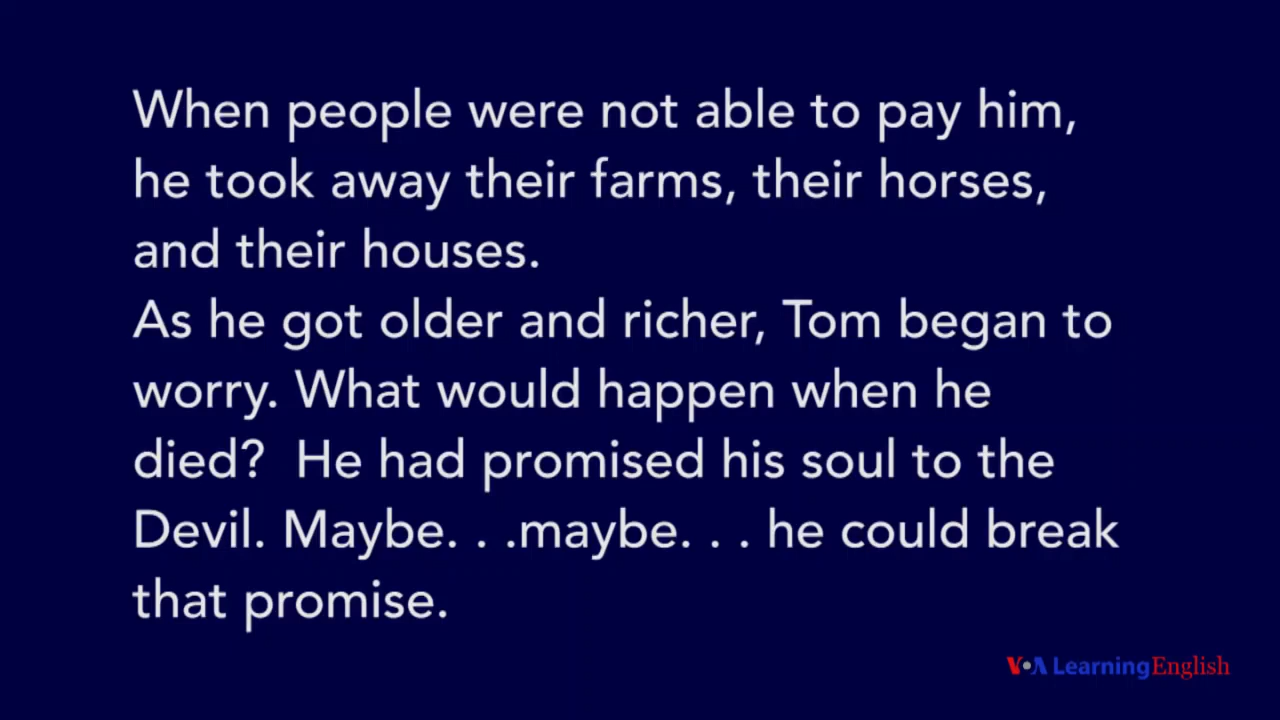 When people were not able to pay him,
he took away their farms, their horses,
and their houses.
As he got older and richer, Tom began to
worry. What would happen when he
died?  He had promised his soul to the
Devil. Maybe. . .maybe. . . he could break
that promise.
VOA Learning English